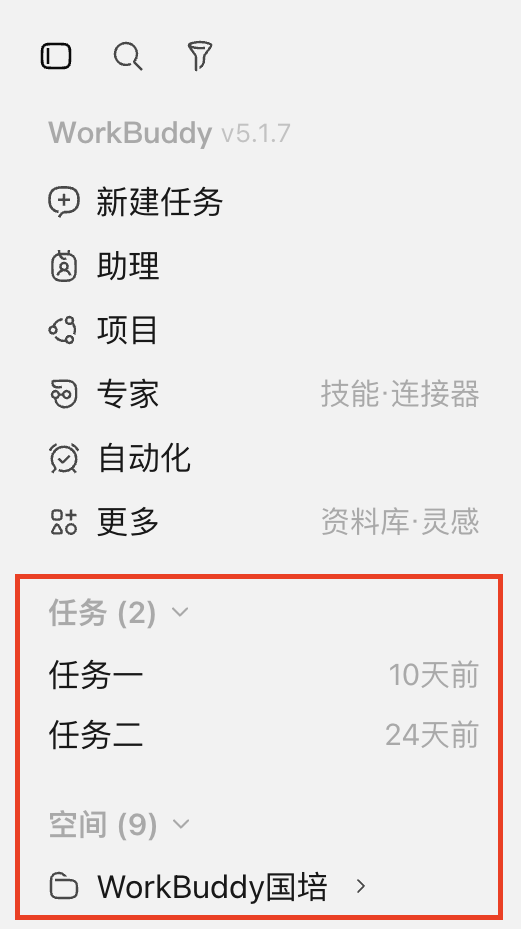 WorkBuddy v5.1.7
新建任务
助理
项目
专家 技能·连接器
自动化
更多 资料库·灵感
任务 (2)
任务一 10天前
任务二 24天前
空间 (9)
WorkBuddy国培